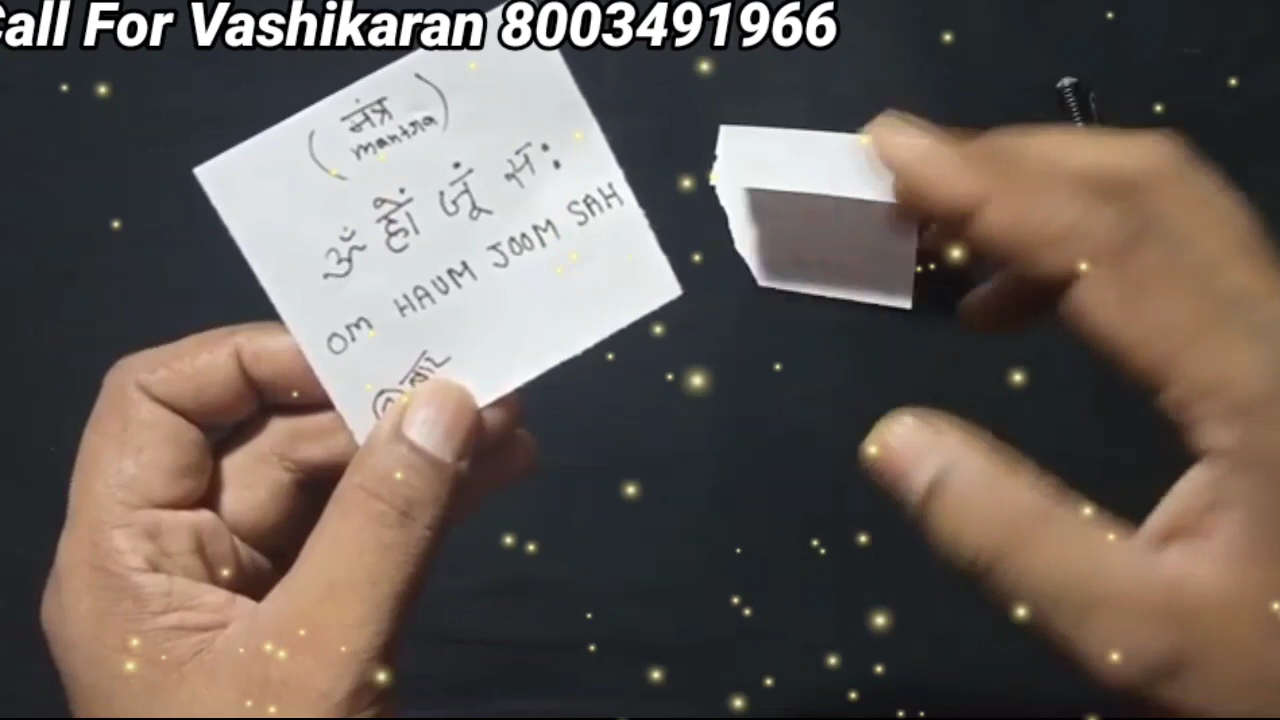 Call For Vashikaran 8003491966
(मंत्र
mantra)
ॐ हौं जूं सः
OM HAUM JOOM SAH
बार